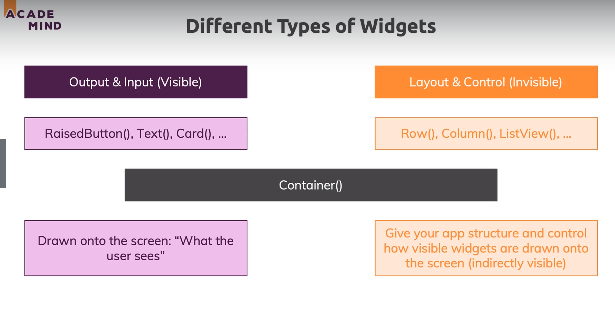 ACADE
MIND
Different Types of Widgets
Output & Input (Visible)
Layout & Control (Invisible)
RaisedButton(), Text(), Card(), ...
Row(), Column(), ListView(), ...
Container()
Drawn onto the screen: “What the
user sees”
Give your app structure and control
how visible widgets are drawn onto
the screen (indirectly visible)